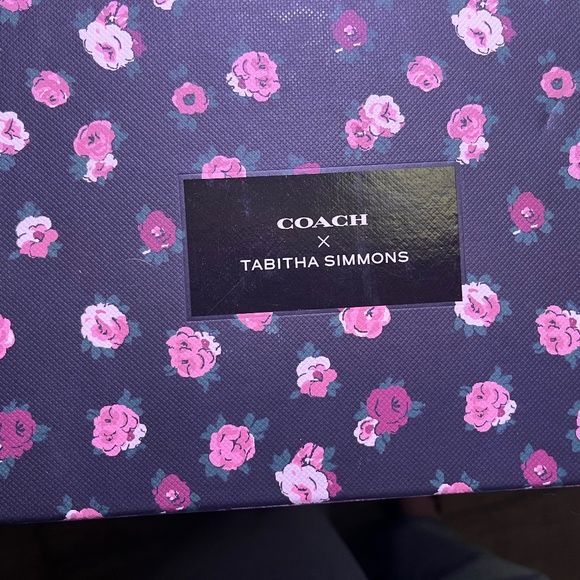 COACH
×
TABITHA SIMMONS